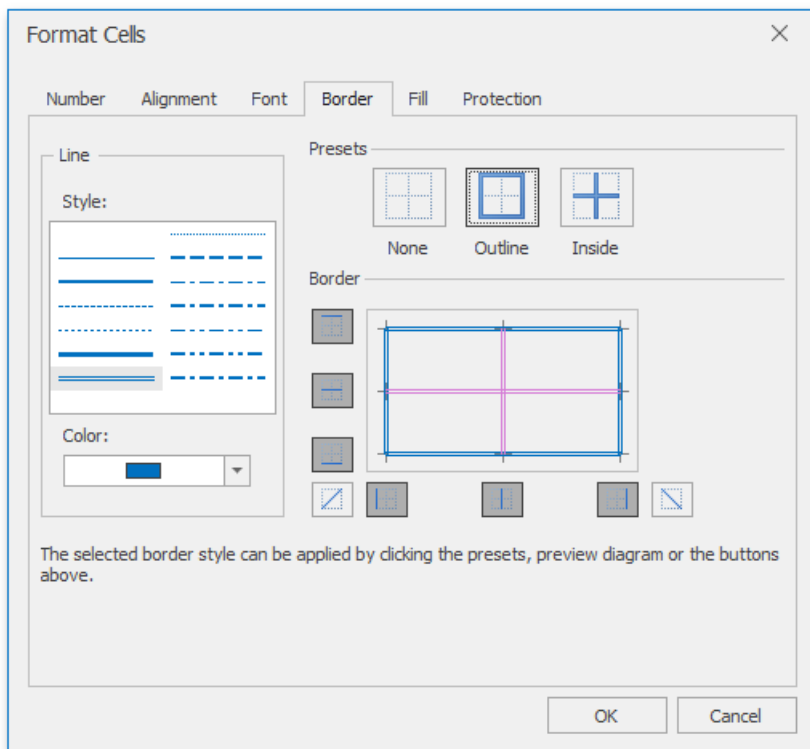 Format Cells
Number Alignment Font Border Fill Protection
Line
Style:
Color:
Presets
None Outline Inside
Border
The selected border style can be applied by clicking the presets, preview diagram or the buttons
above.
OK Cancel